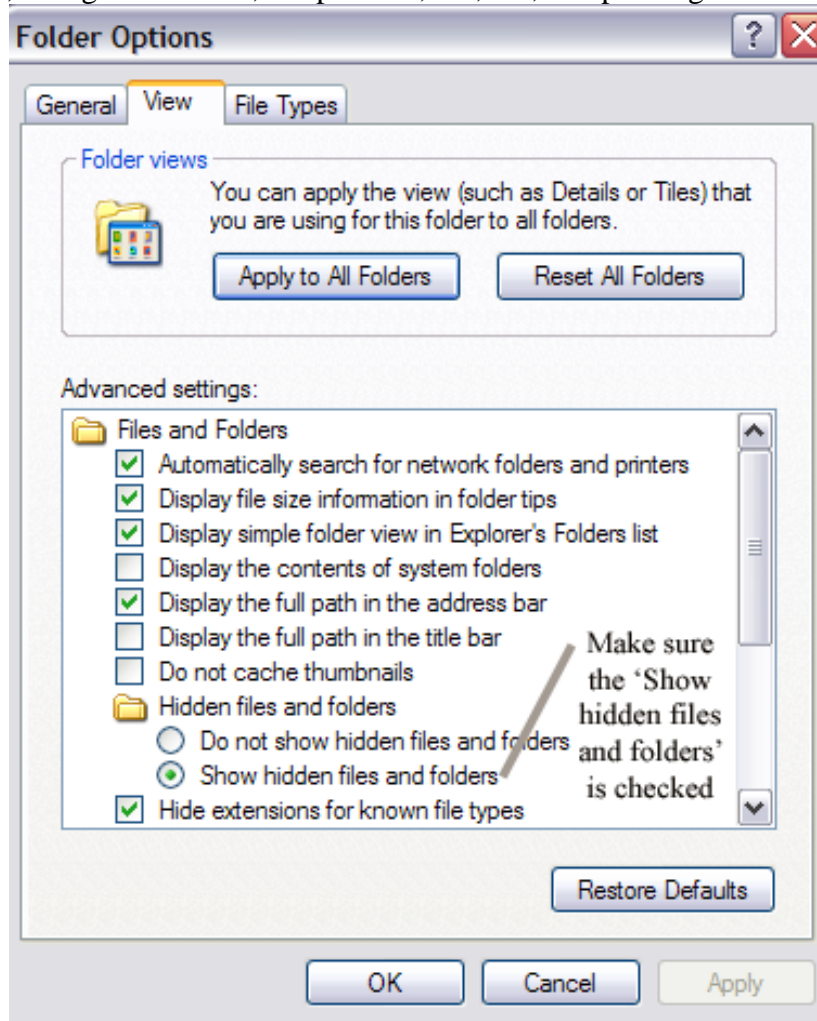 Folder Options
General View File Types
Folder views
You can apply the view (such as Details or Tiles) that
you are using for this folder to all folders.
Apply to All Folders Reset All Folders
Advanced settings:
Files and Folders
Automatically search for network folders and printers
Display file size information in folder tips
Display simple folder view in Explorer's Folders list
Display the contents of system folders
Display the full path in the address bar
Display the full path in the title bar
Do not cache thumbnails
Hidden files and folders
Do not show hidden files and folders
Show hidden files and folders
Hide extensions for known file types
Make sure
the ‘Show
hidden files
and folders’
is checked
Restore Defaults
OK Cancel Apply